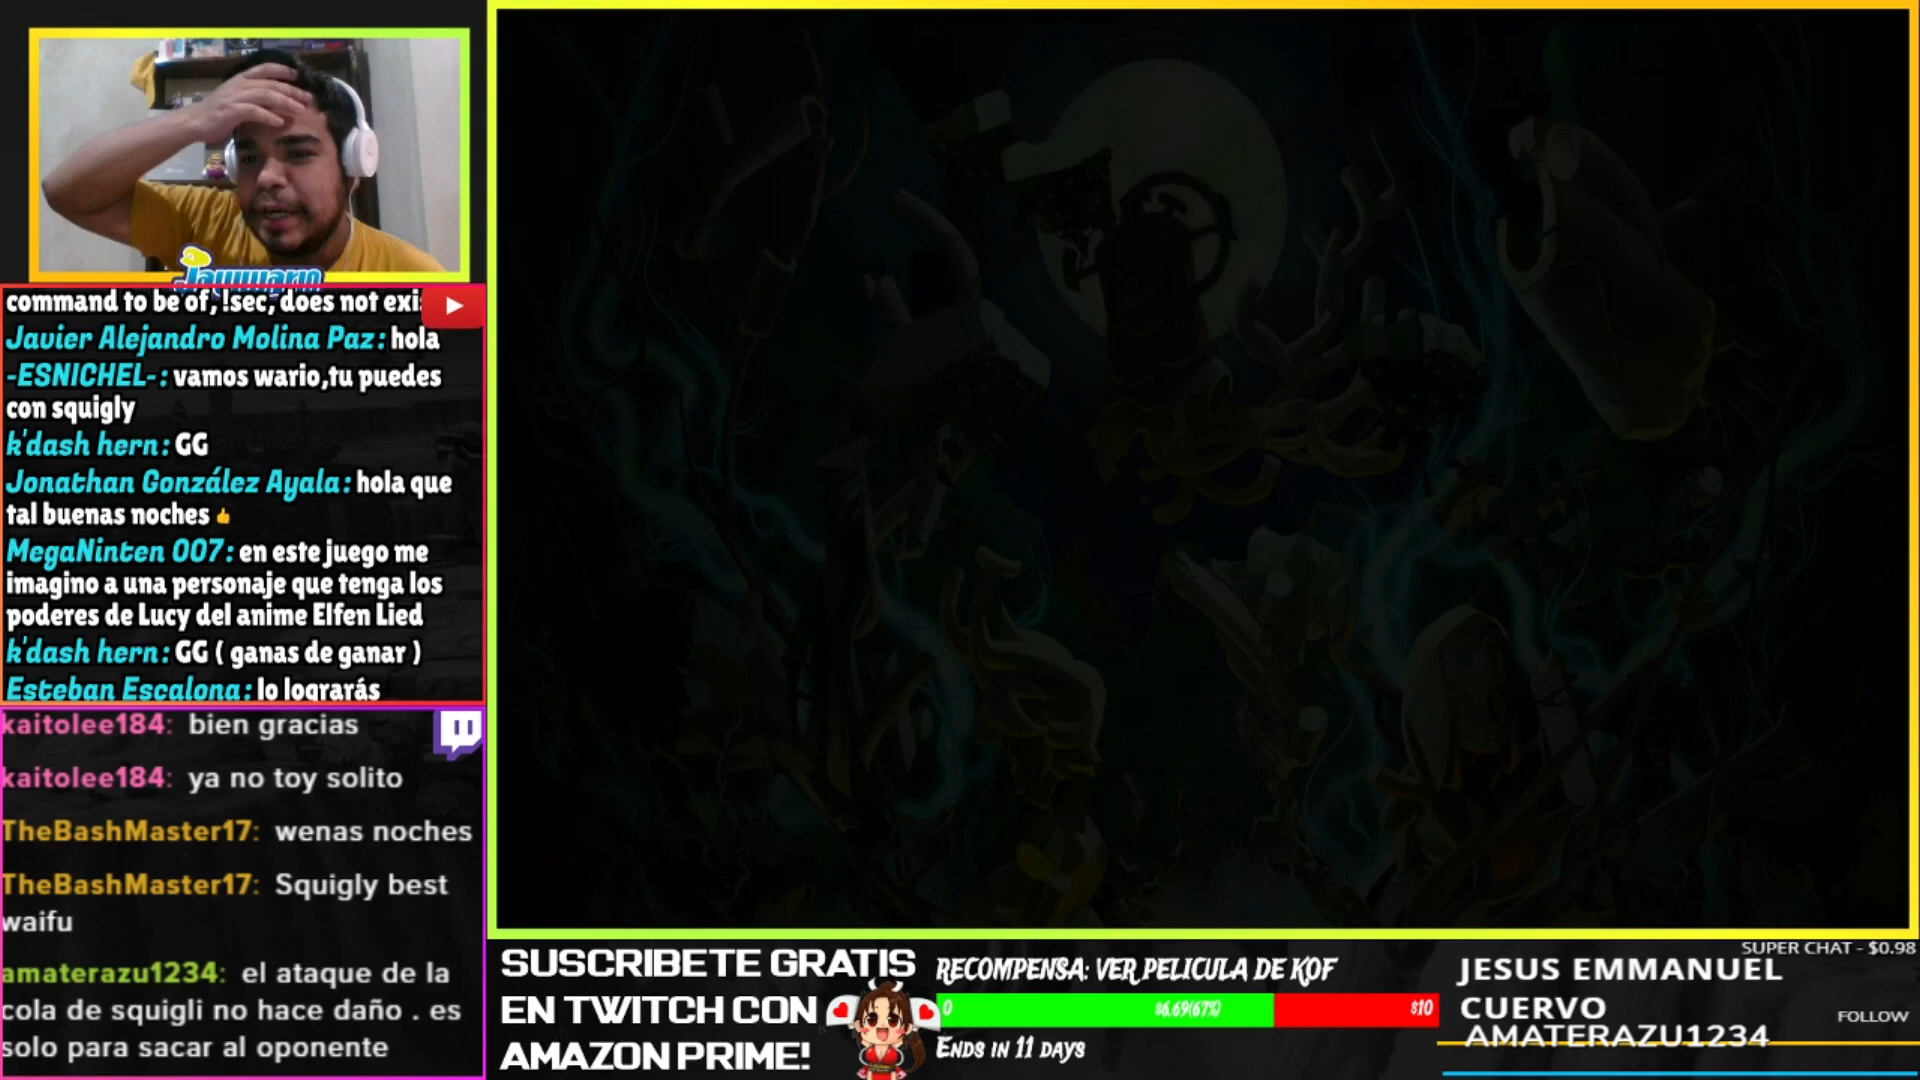 Jaywario
command to be of, !sec, does not exi
Javier Alejandro Molina Paz: hola
-ESNICHEL-: vamos wario,tu puedes
con squigly
k'dash hern: GG
Jonathan González Ayala: hola que
tal buenas noches 👍
MegaNinten 007: en este juego me
imagino a una personaje que tenga los
poderes de Lucy del anime Elfen Lied
k'dash hern: GG ( ganas de ganar )
Esteban Escalona: lo lograrás
kaitolee184: bien gracias
kaitolee184: ya no toy solito
TheBashMaster17: wenas noches
TheBashMaster17: Squigly best
waifu
amaterazu1234: el ataque de la
cola de squigli no hace daño . es
solo para sacar al oponente
SUSCRIBETE GRATIS
EN TWITCH CON
AMAZON PRIME!
RECOMPENSA: VER PELICULA DE KOF
0 $6.69(67%) $10
ENDS IN 11 DAYS
SUPER CHAT - $0.98
JESUS EMMANUEL
CUERVO
FOLLOW
AMATERAZU1234